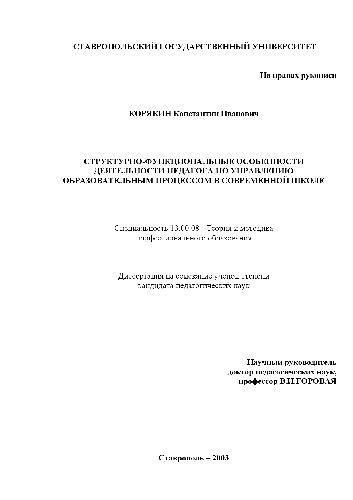 СТАВРОПОЛЬСКИЙ ГОСУДАРСТВЕННЫЙ УНИВЕРСИТЕТ
На правах рукописи
КОРЯКИН Константин Иванович
СТРУКТУРНО-ФУНКЦИОНАЛЬНЫЕ ОСОБЕННОСТИ
ДЕЯТЕЛЬНОСТИ ПЕДАГОГА ПО УПРАВЛЕНИЮ
ОБРАЗОВАТЕЛЬНЫМ ПРОЦЕССОМ В СОВРЕМЕННОЙ ШКОЛЕ
Специальность 13.00.08 – Теория и методика
профессионального образования
Диссертация на соискание ученой степени
кандидата педагогических наук
Научный руководитель
доктор педагогических наук,
профессор В.И.ГОРОВАЯ
Ставрополь – 2003